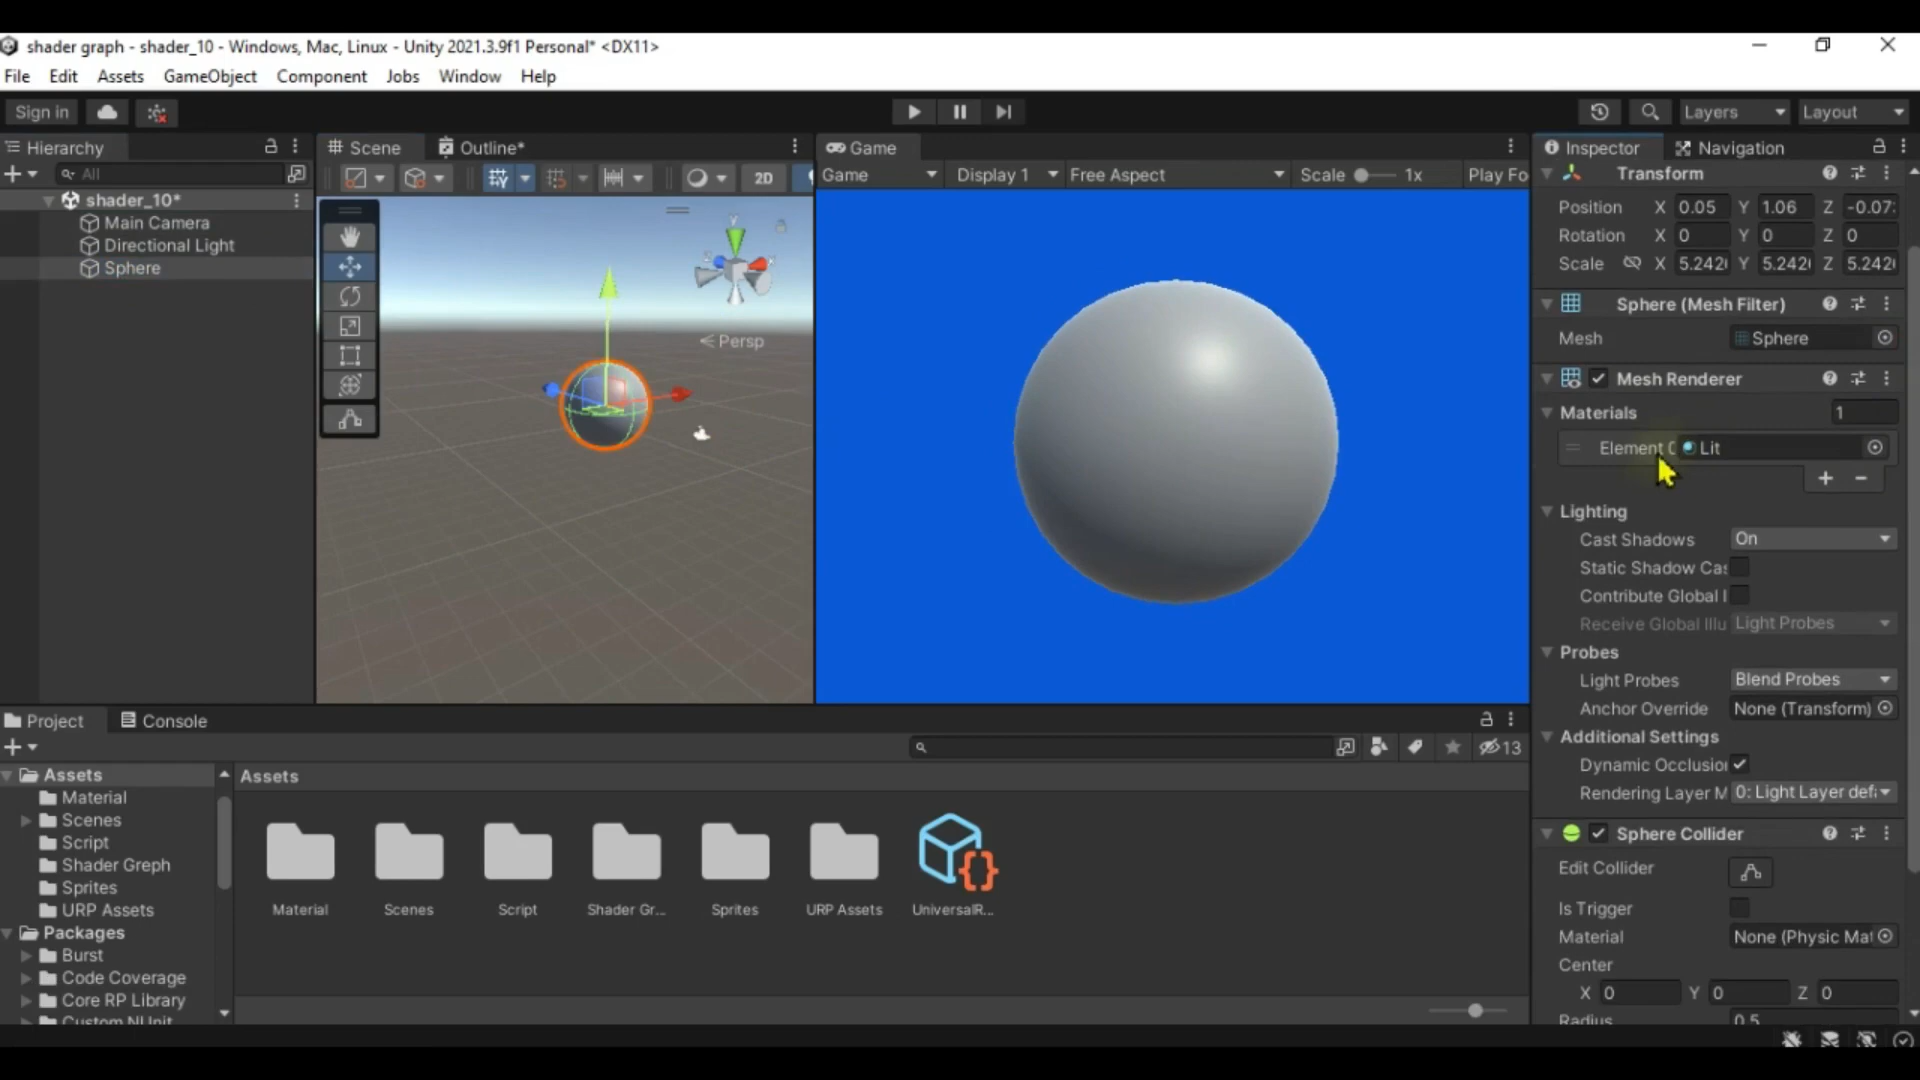 shader graph - shader_10 - Windows, Mac, Linux - Unity 2021.3.9f1 Personal* <DX11>
File Edit Assets GameObject Component Jobs Window Help
Sign in
Layers
Layout
Hierarchy
All
shader_10*
Main Camera
Directional Light
Sphere
Scene
Outline*
2D
Y
X
Z
Persp
Game
Game
Display 1
Free Aspect
Scale 1x
Play Fo
Inspector
Navigation
Transform
Position X 0.05 Y 1.06 Z -0.07:
Rotation X 0 Y 0 Z 0
Scale X 5.242( Y 5.242( Z 5.242(
Sphere (Mesh Filter)
Mesh Sphere
Mesh Renderer
Materials 1
Element 0 Lit
Lighting
Cast Shadows On
Static Shadow Cas
Contribute Global I
Receive Global Illu Light Probes
Probes
Light Probes Blend Probes
Anchor Override None (Transform)
Additional Settings
Dynamic Occlusion
Rendering Layer M 0: Light Layer defa
Sphere Collider
Edit Collider
Is Trigger
Material None (Physic Mat
Center
X 0 Y 0 Z 0
Radius 0.5
Project
Console
13
Assets
Material
Scenes
Script
Shader Greph
Sprites
URP Assets
Packages
Burst
Code Coverage
Core RP Library
Custom NUnit
Assets
Material
Scenes
Script
Shader Gr...
Sprites
URP Assets
UniversalR...